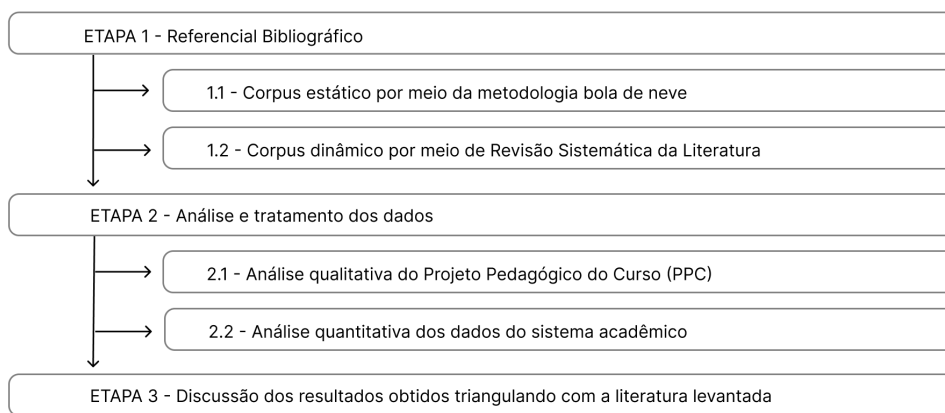 ETAPA 1 - Referencial Bibliográfico
1.1 - Corpus estático por meio da metodologia bola de neve
1.2 - Corpus dinâmico por meio de Revisão Sistemática da Literatura
ETAPA 2 - Análise e tratamento dos dados
2.1 - Análise qualitativa do Projeto Pedagógico do Curso (PPC)
2.2 - Análise quantitativa dos dados do sistema acadêmico
ETAPA 3 - Discussão dos resultados obtidos triangulando com a literatura levantada